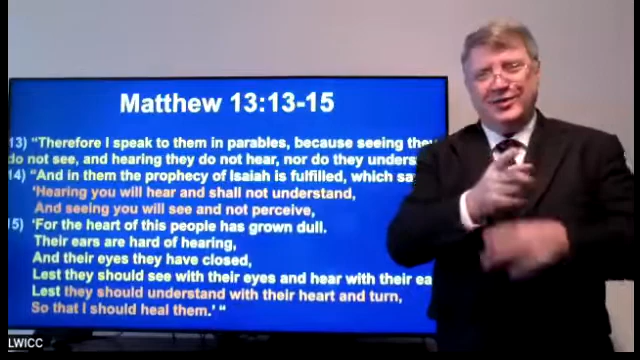 Matthew 13:13-15
13) “Therefore I speak to them in parables, because seeing they
do not see, and hearing they do not hear, nor do they
14) “And in them the prophecy of Isaiah is fulfilled, which
‘Hearing you will hear and shall not understand,
And seeing you will see and not perceive,
15) ‘For the heart of this people has grown dull.
Their ears are hard of hearing,
And their eyes they have closed,
Lest they should see with their eyes and hear with their
Lest they should understand with their heart and turn,
So that I should heal them.’ “
LWICC